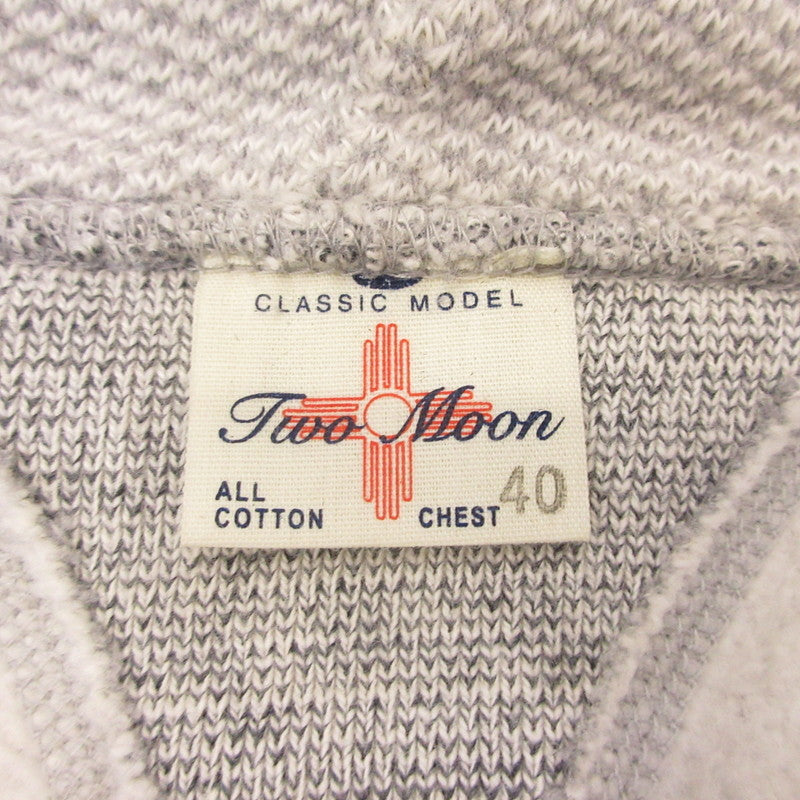 CLASSIC MODEL
Two Moon
ALL
COTTON
CHEST 40